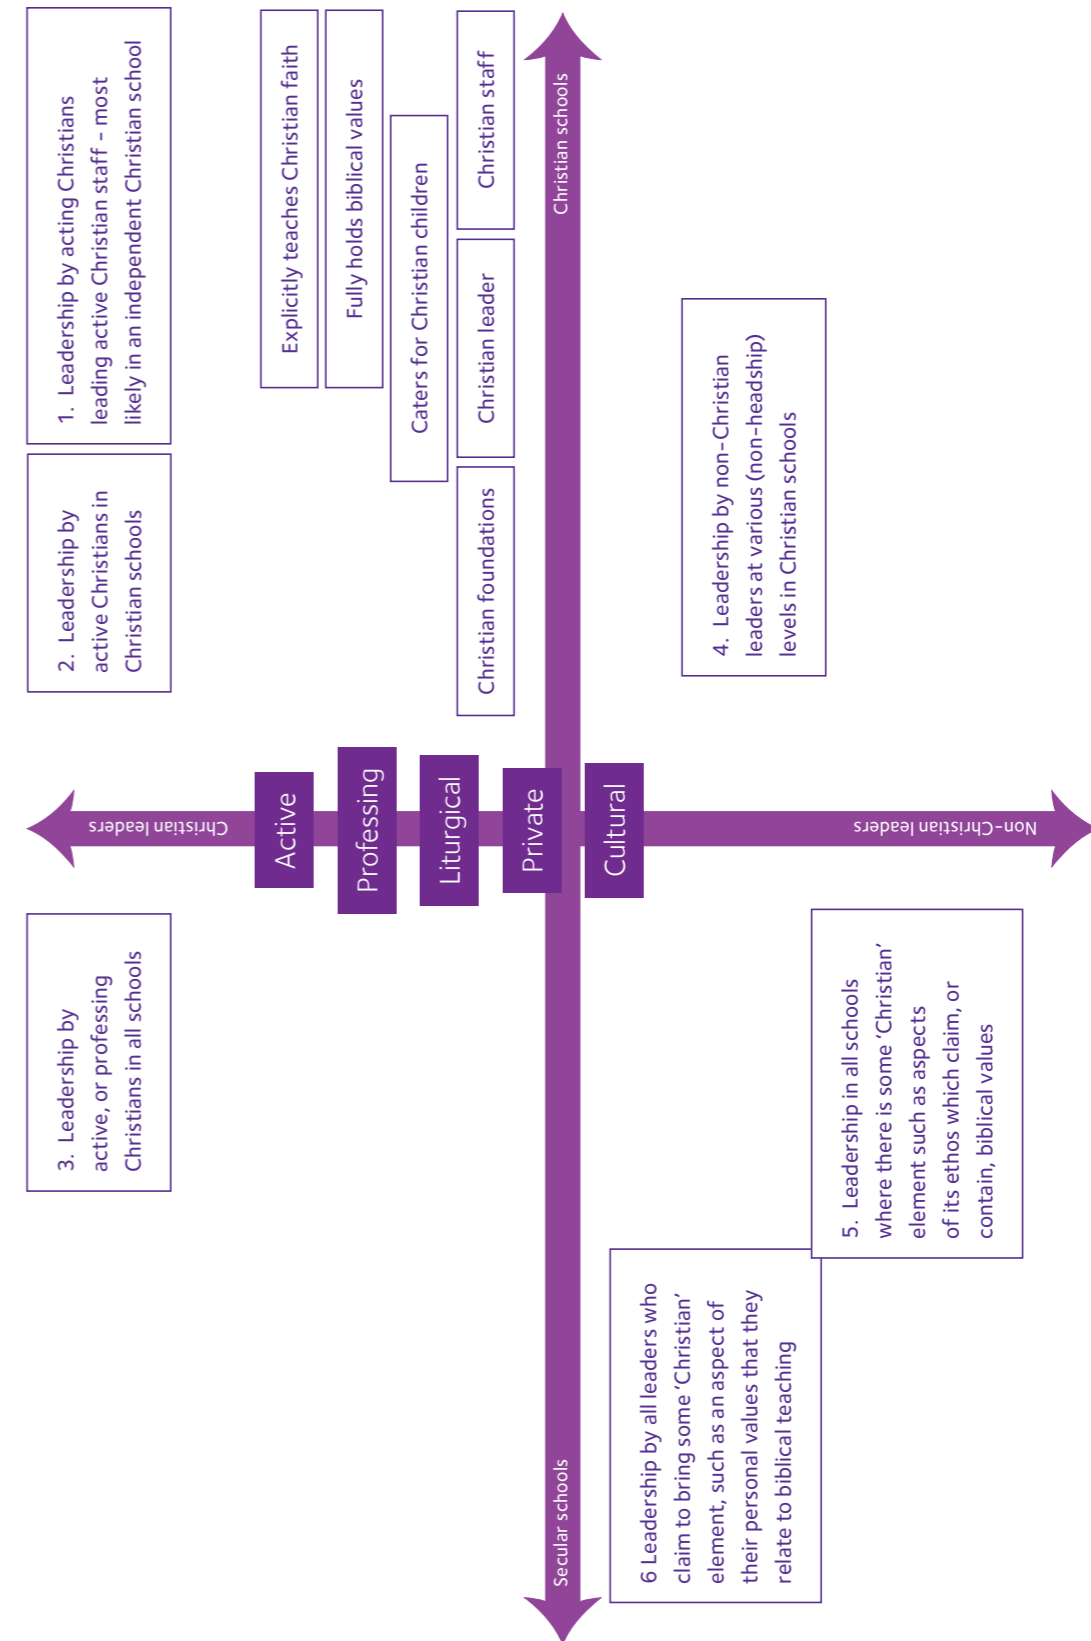 3. Leadership by
active, or professing
Christians in all schools
2. Leadership by
active Christians in
Christian schools
1. Leadership by acting Christians
leading active Christian staff – most
likely in an independent Christian school
Christian leaders
Active
Professing
Liturgical
Private
Cultural
Non-Christian leaders
Explicitly teaches Christian faith
Fully holds biblical values
Caters for Christian children
Christian foundations
Christian leader
Christian staff
Secular schools
Christian schools
6 Leadership by all leaders who
claim to bring some ‘Christian’
element, such as an aspect of
their personal values that they
relate to biblical teaching
5. Leadership in all schools
where there is some ‘Christian’
element such as aspects
of its ethos which claim, or
contain, biblical values
4. Leadership by non-Christian
leaders at various (non-headship)
levels in Christian schools